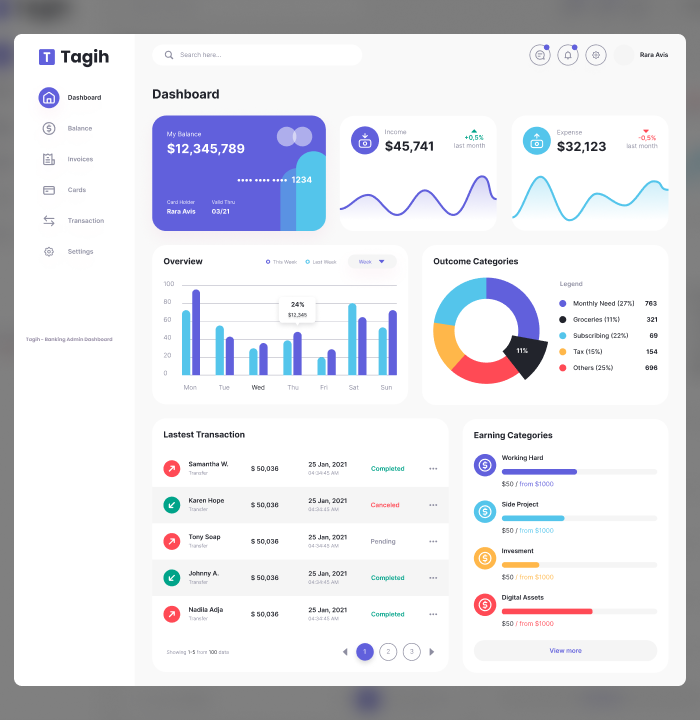 T Tagih
Search here...
Rara Avis
Dashboard
Balance
Invoices
Cards
Transaction
Settings
Tagih - Banking Admin Dashboard
Dashboard
My Balance
$12,345,789
•••• •••• •••• 1234
Card Holder
Valid Thru
Rara Avis
03/21
Income
$45,741
+0,5%
last month
Expense
$32,123
-0,5%
last month
Overview
This Week
Last Week
Week
100
80
60
40
20
0
24%
$12,345
Mon
Tue
Wed
Thu
Fri
Sat
Sun
Outcome Categories
11%
Legend
Monthly Need (27%) 763
Groceries (11%) 321
Subscribing (22%) 69
Tax (15%) 154
Others (25%) 696
Lastest Transaction
Samantha W.
Transfer
$ 50,036
25 Jan, 2021
04:34:45 AM
Completed
Karen Hope
Transfer
$ 50,036
25 Jan, 2021
04:34:45 AM
Canceled
Tony Soap
Transfer
$ 50,036
25 Jan, 2021
04:34:45 AM
Pending
Johnny A.
Transfer
$ 50,036
25 Jan, 2021
04:34:45 AM
Completed
Nadila Adja
Transfer
$ 50,036
25 Jan, 2021
04:34:45 AM
Completed
Showing 1-5 from 100 data
1
2
3
Earning Categories
Working Hard
$50 / from $1000
Side Project
$50 / from $1000
Invesment
$50 / from $1000
Digital Assets
$50 / from $1000
View more